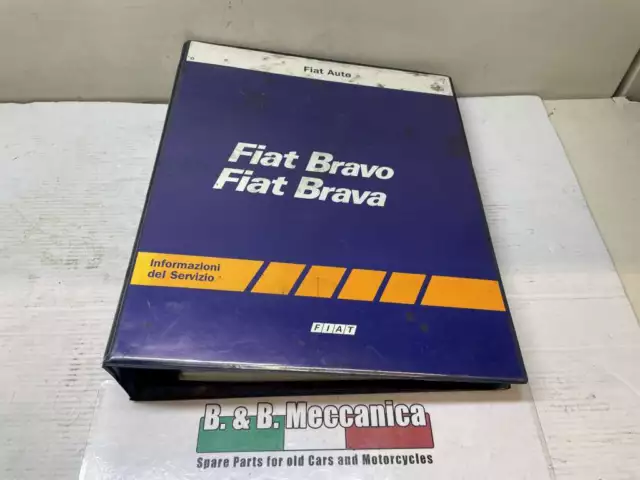 Fiat Auto
Fiat Bravo
Fiat Brava
Informazioni
del Servizio
FIAT
B. & B. Meccanica
Spare Parts for old Cars and Motorcycles